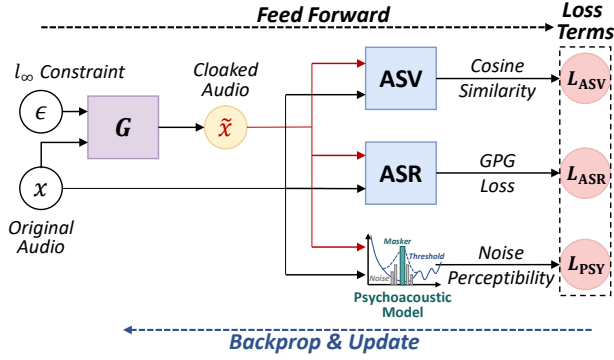 Feed Forward
Loss
Terms
l∞ Constraint
Cloaked
Audio
ϵ
G
x̃
ASV
Cosine
Similarity
L_ASV
x
Original
Audio
ASR
GPG
Loss
L_ASR
Masker
Threshold
Noise
Psychoacoustic
Model
Noise
Perceptibility
L_PSY
Backprop & Update